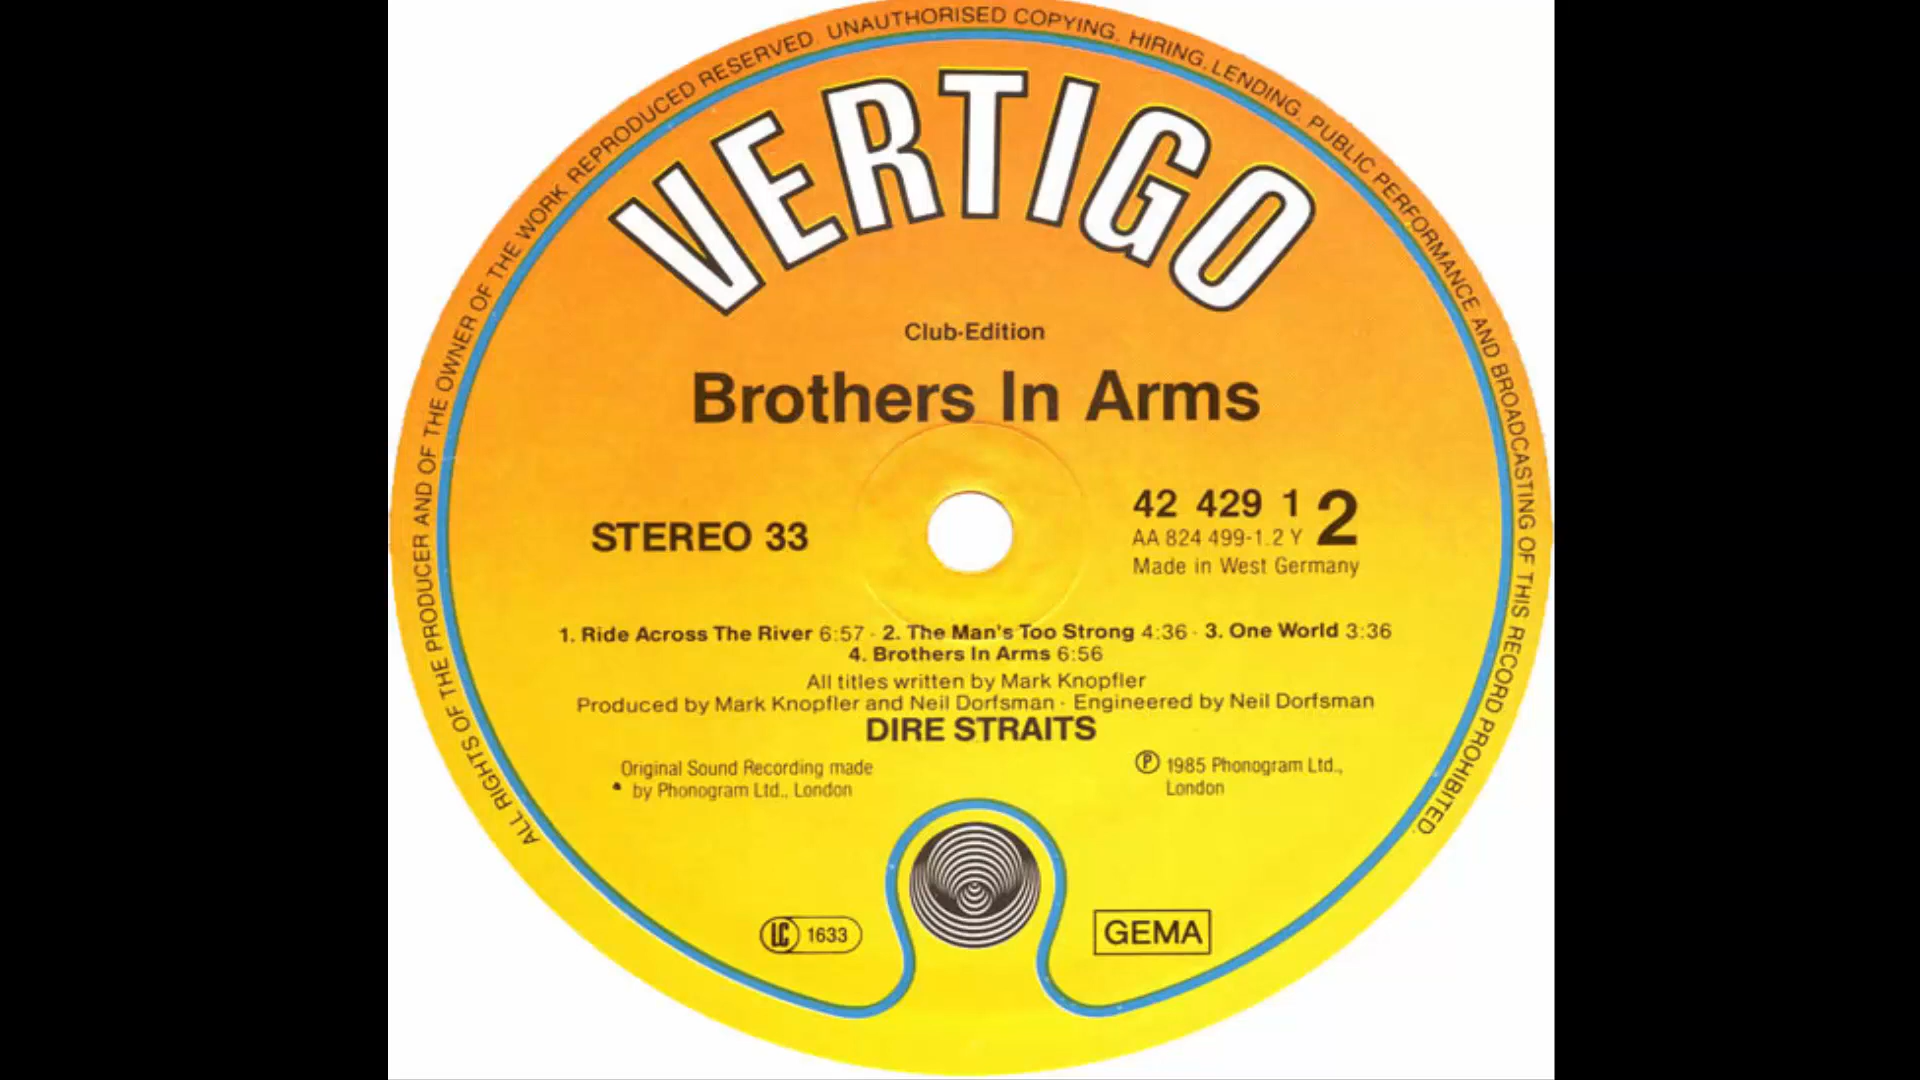 ALL RIGHTS OF THE PRODUCER AND OF THE OWNER OF THE WORK REPRODUCED RESERVED. UNAUTHORISED COPYING, HIRING, LENDING, PUBLIC PERFORMANCE AND BROADCASTING OF THIS RECORD PROHIBITED.
VERTIGO
Club-Edition
Brothers In Arms
STEREO 33
42 429 1 2
AA 824 499-1.2 Y
Made in West Germany
1. Ride Across The River 6:57 · 2. The Man's Too Strong 4:36 · 3. One World 3:36
4. Brothers In Arms 6:56
All titles written by Mark Knopfler
Produced by Mark Knopfler and Neil Dorfsman · Engineered by Neil Dorfsman
DIRE STRAITS
Original Sound Recording made
by Phonogram Ltd., London
℗ 1985 Phonogram Ltd.,
London
LC 1633
GEMA